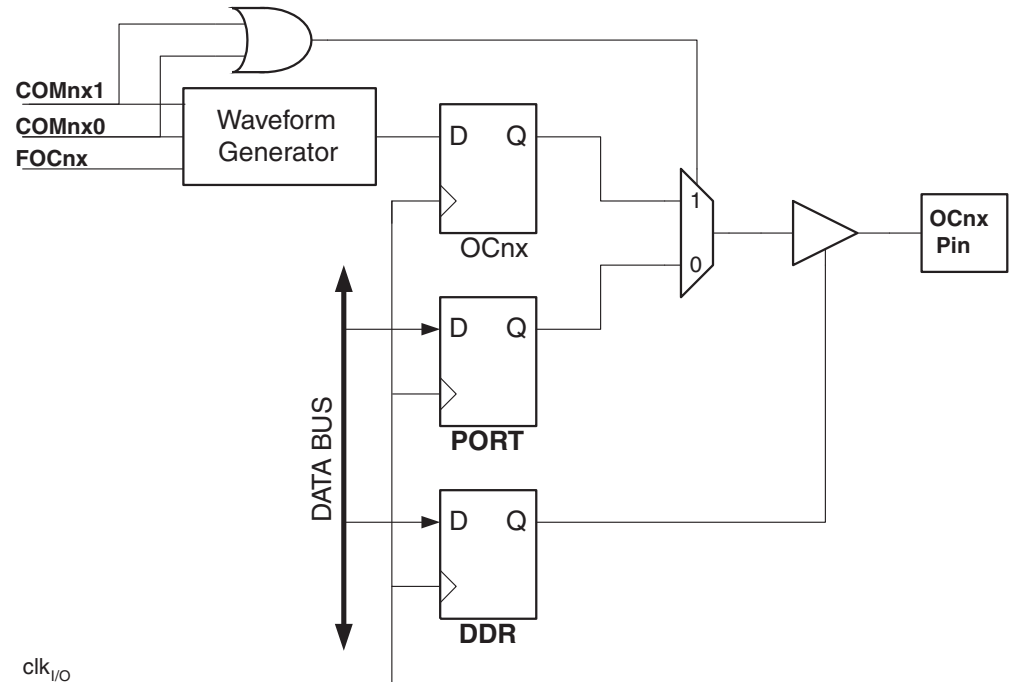 COMnx1
COMnx0
FOCnx
Waveform
Generator
D Q
OCnx
1
0
OCnx
Pin
D Q
PORT
DATA BUS
D Q
DDR
clkI/O